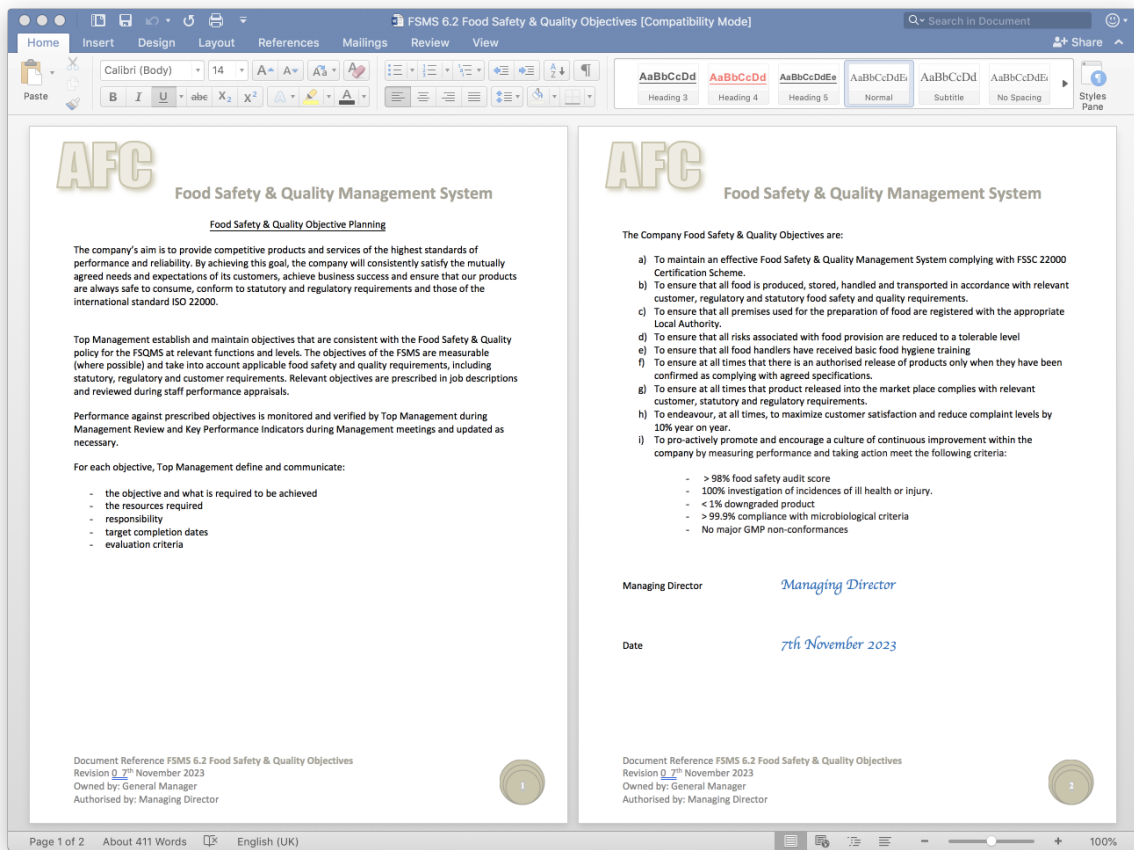 FSMS 6.2 Food Safety & Quality Objectives [Compatibility Mode]
Search in Document
Home Insert Design Layout References Mailings Review View
Share
Paste
Calibri (Body)
14
A A Aa A
B I U abc X₂ X² A A
AaBbCcDd AaBbCcDd AaBbCcDdEe AaBbCcDdEe AaBbCcDd AaBbCcDdEe
Heading 3 Heading 4 Heading 5 Normal Subtitle No Spacing
Styles
Pane
AFC
Food Safety & Quality Management System
Food Safety & Quality Objective Planning
The company's aim is to provide competitive products and services of the highest standards of
performance and reliability. By achieving this goal, the company will consistently satisfy the mutually
agreed needs and expectations of its customers, achieve business success and ensure that our products
are always safe to consume, conform to statutory and regulatory requirements and those of the
international standard ISO 22000.
Top Management establish and maintain objectives that are consistent with the Food Safety & Quality
policy for the FSQMS at relevant functions and levels. The objectives of the FSMS are measurable
(where possible) and take into account applicable food safety and quality requirements, including
statutory, regulatory and customer requirements. Relevant objectives are prescribed in job descriptions
and reviewed during staff performance appraisals.
Performance against prescribed objectives is monitored and verified by Top Management during
Management Review and Key Performance Indicators during Management meetings and updated as
necessary.
For each objective, Top Management define and communicate:
- the objective and what is required to be achieved
- the resources required
- responsibility
- target completion dates
- evaluation criteria
Document Reference FSMS 6.2 Food Safety & Quality Objectives
Revision 0 7th November 2023
Owned by: General Manager
Authorised by: Managing Director
1
AFC
Food Safety & Quality Management System
The Company Food Safety & Quality Objectives are:
a) To maintain an effective Food Safety & Quality Management System complying with FSSC 22000
Certification Scheme.
b) To ensure that all food is produced, stored, handled and transported in accordance with relevant
customer, regulatory and statutory food safety and quality requirements.
c) To ensure that all premises used for the preparation of food are registered with the appropriate
Local Authority.
d) To ensure that all risks associated with food provision are reduced to a tolerable level
e) To ensure that all food handlers have received basic food hygiene training
f) To ensure at all times that there is an authorised release of products only when they have been
confirmed as complying with agreed specifications.
g) To ensure at all times that product released into the market place complies with relevant
customer, statutory and regulatory requirements.
h) To endeavour, at all times, to maximize customer satisfaction and reduce complaint levels by
10% year on year.
i) To pro-actively promote and encourage a culture of continuous improvement within the
company by measuring performance and taking action meet the following criteria:
- > 98% food safety audit score
- 100% investigation of incidences of ill health or injury.
- < 1% downgraded product
- > 99.9% compliance with microbiological criteria
- No major GMP non-conformances
Managing Director Managing Director
Date 7th November 2023
Document Reference FSMS 6.2 Food Safety & Quality Objectives
Revision 0 7th November 2023
Owned by: General Manager
Authorised by: Managing Director
2
Page 1 of 2 About 411 Words English (UK) 100%